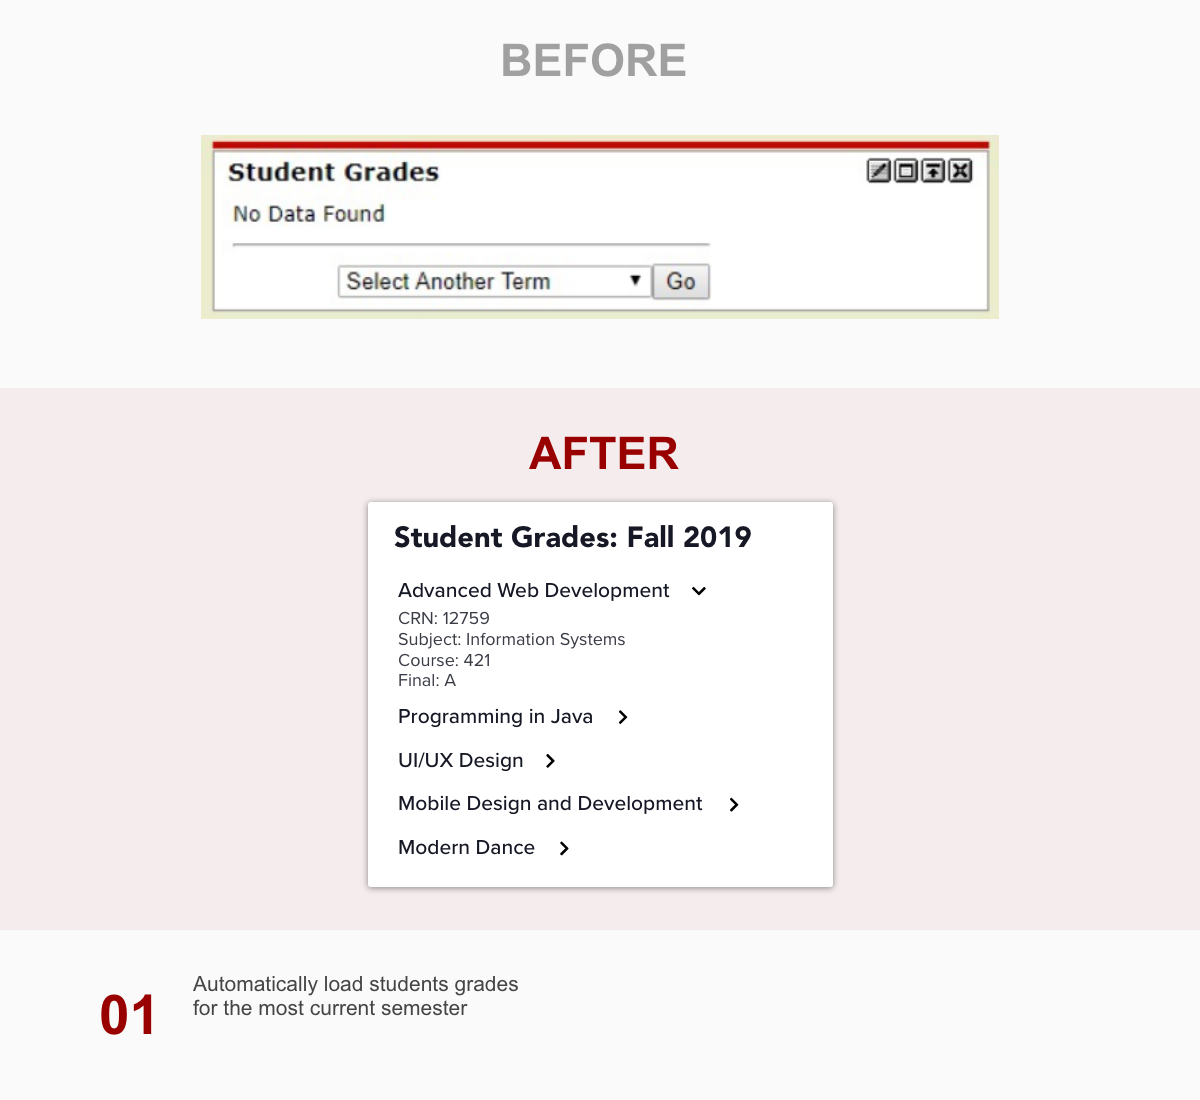 BEFORE
Student Grades
No Data Found
Select Another Term
Go
AFTER
Student Grades: Fall 2019
Advanced Web Development
CRN: 12759
Subject: Information Systems
Course: 421
Final: A
Programming in Java
UI/UX Design
Mobile Design and Development
Modern Dance
01
Automatically load students grades
for the most current semester